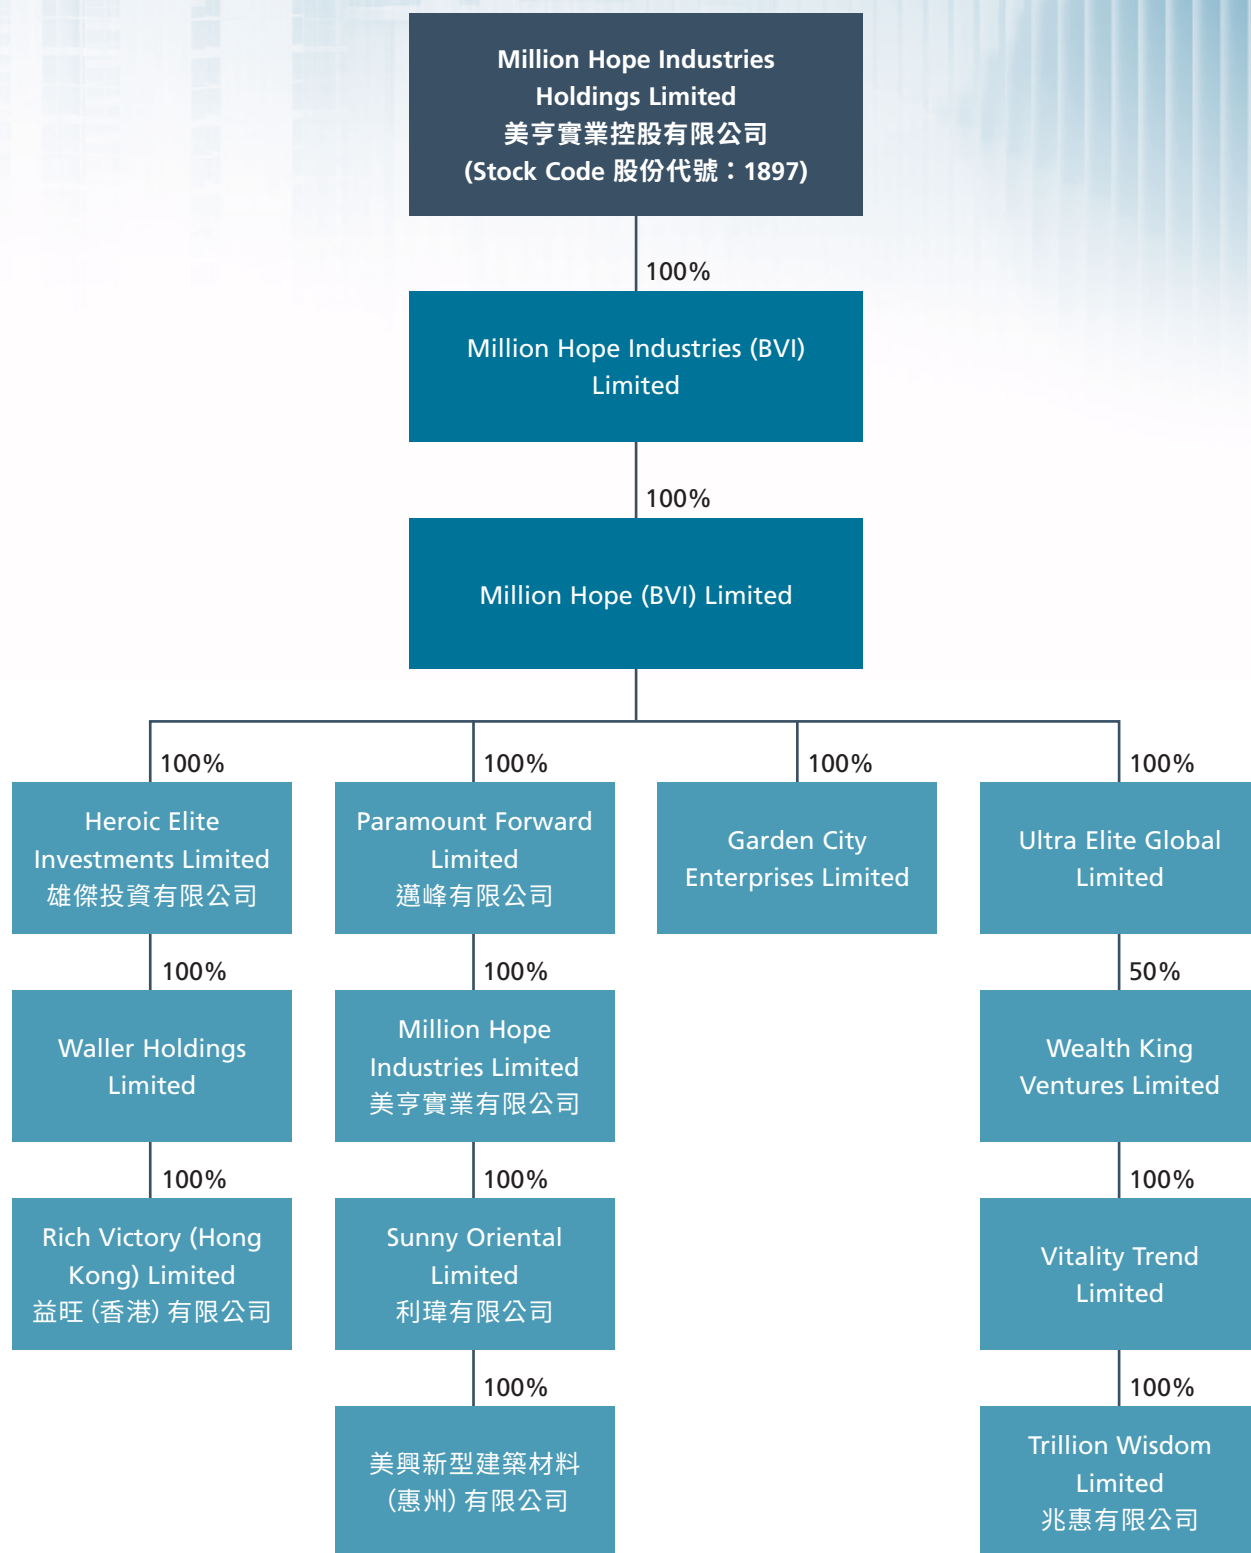 Million Hope Industries
Holdings Limited
美亨實業控股有限公司
(Stock Code 股份代號：1897)
100%
Million Hope Industries (BVI)
Limited
100%
Million Hope (BVI) Limited
100%
100%
100%
100%
Heroic Elite
Investments Limited
雄傑投資有限公司
Paramount Forward
Limited
邁峰有限公司
Garden City
Enterprises Limited
Ultra Elite Global
Limited
100%
100%
50%
Waller Holdings
Limited
Million Hope
Industries Limited
美亨實業有限公司
Wealth King
Ventures Limited
100%
100%
100%
Rich Victory (Hong
Kong) Limited
益旺（香港）有限公司
Sunny Oriental
Limited
利瑋有限公司
Vitality Trend
Limited
100%
100%
美興新型建築材料
（惠州）有限公司
Trillion Wisdom
Limited
兆惠有限公司